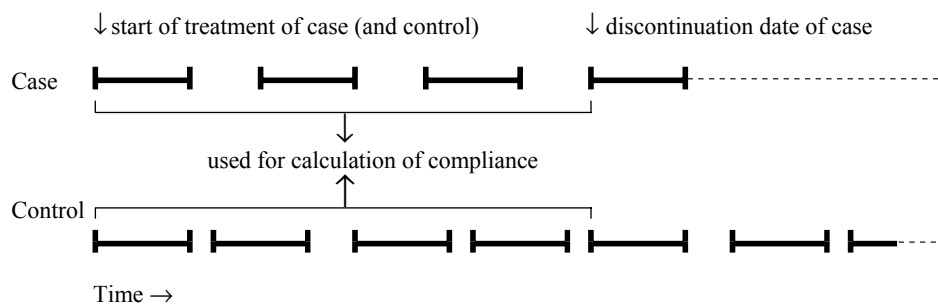 ↓ start of treatment of case (and control) ↓ discontinuation date of case
Case
used for calculation of compliance
Control
Time →